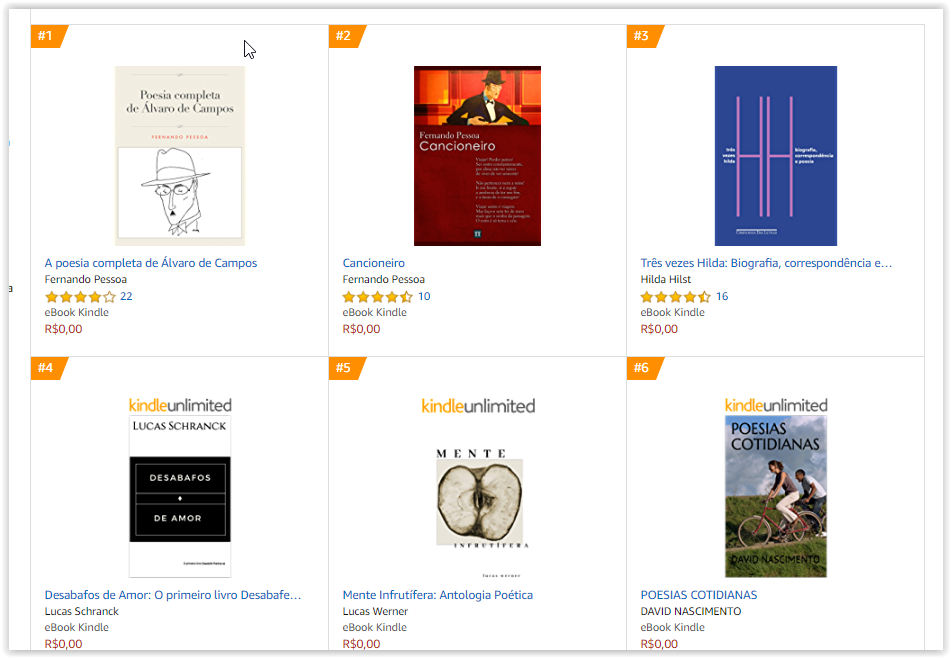 #1
#2
#3
Poesia completa
de Álvaro de Campos
FERNANDO PESSOA
Fernando Pessoa
Cancioneiro
três
vezes
hilda
biografia,
correspondência
e poesia
COMPANHIA DAS LETRAS
A poesia completa de Álvaro de Campos
Fernando Pessoa
22
eBook Kindle
R$0,00
Cancioneiro
Fernando Pessoa
10
eBook Kindle
R$0,00
Três vezes Hilda: Biografia, correspondência e…
Hilda Hilst
16
eBook Kindle
R$0,00
#4
#5
#6
kindleunlimited
LUCAS SCHRANCK
DESABAFOS
DE AMOR
kindleunlimited
MENTE
INFRUTÍFERA
lucas werner
kindleunlimited
POESIAS
COTIDIANAS
DAVID NASCIMENTO
Desabafos de Amor: O primeiro livro Desabafe…
Lucas Schranck
eBook Kindle
R$0,00
Mente Infrutífera: Antologia Poética
Lucas Werner
eBook Kindle
R$0,00
POESIAS COTIDIANAS
DAVID NASCIMENTO
eBook Kindle
R$0,00